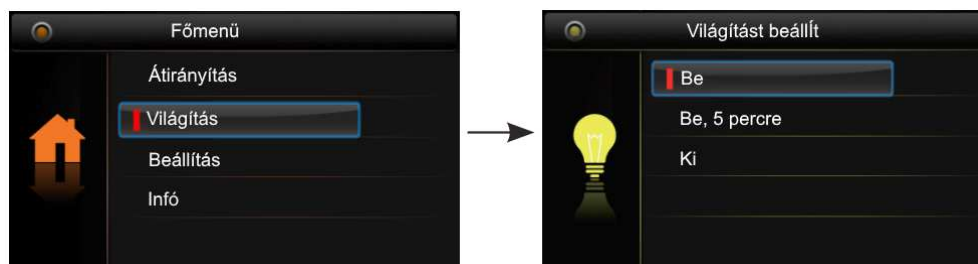 Főmenü
Átirányítás
Világítás
Beállítás
Infó
Világítást beállÍt
Be
Be, 5 percre
Ki